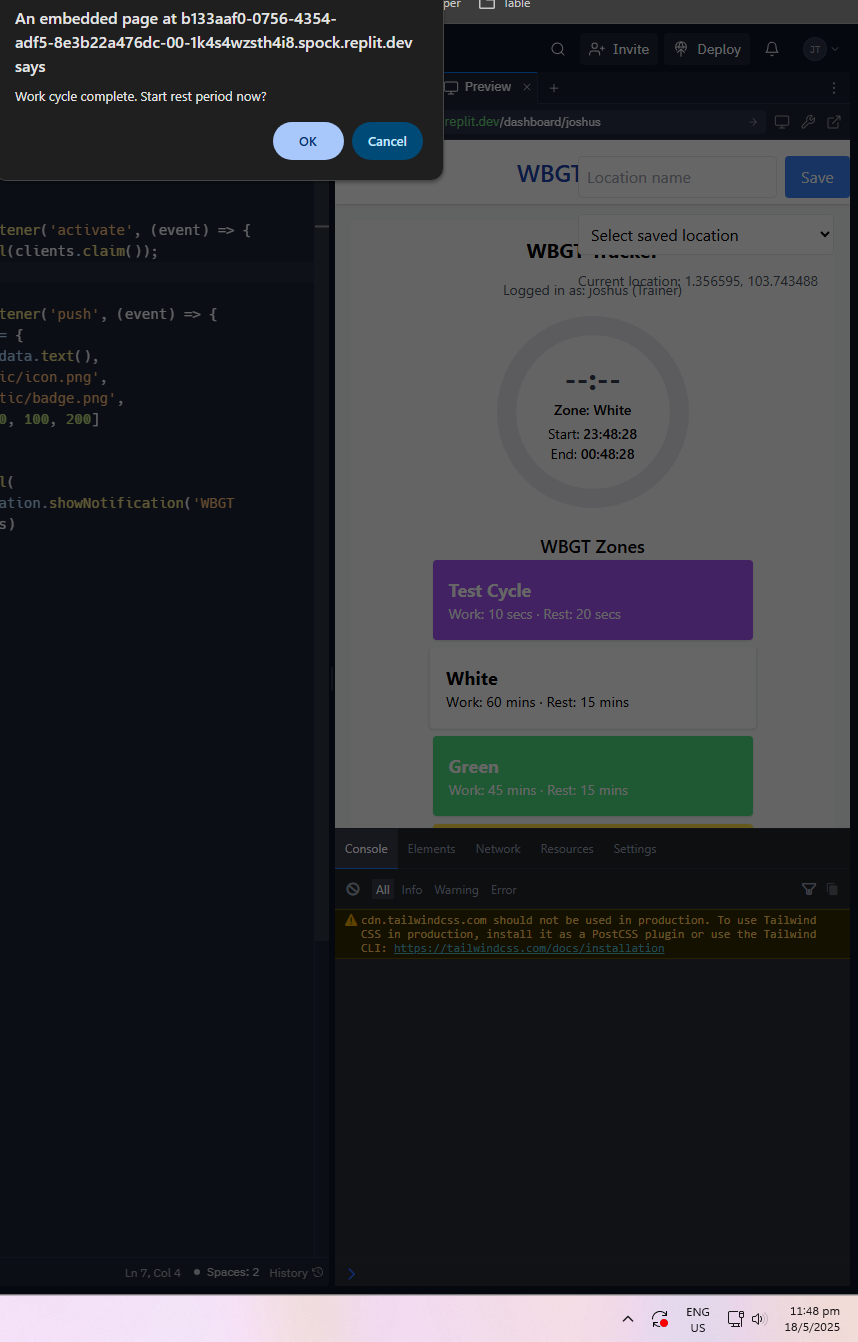 An embedded page at b133aaf0-0756-4354-
adf5-8e3b22a476dc-00-1k4s4wzsth4i8.spock.replit.dev
says
Work cycle complete. Start rest period now?
OK
Cancel
per
Table
Invite
Deploy
JT
Preview
replit.dev/dashboard/joshus
tener('activate', (event) => {
l(clients.claim());
tener('push', (event) => {
= {
data.text(),
ic/icon.png',
tic/badge.png',
0, 100, 200]
l(
ation.showNotification('WBGT
s)
Ln 7, Col 4
Spaces: 2
History
WBGT
Location name
Save
Select saved location
WBGT Tracker
Current location: 1.356595, 103.743488
Logged in as: joshus (Trainer)
--:--
Zone: White
Start: 23:48:28
End: 00:48:28
WBGT Zones
Test Cycle
Work: 10 secs · Rest: 20 secs
White
Work: 60 mins · Rest: 15 mins
Green
Work: 45 mins · Rest: 15 mins
Console
Elements
Network
Resources
Settings
All
Info
Warning
Error
cdn.tailwindcss.com should not be used in production. To use Tailwind
CSS in production, install it as a PostCSS plugin or use the Tailwind
CLI: https://tailwindcss.com/docs/installation
ENG
US
11:48 pm
18/5/2025